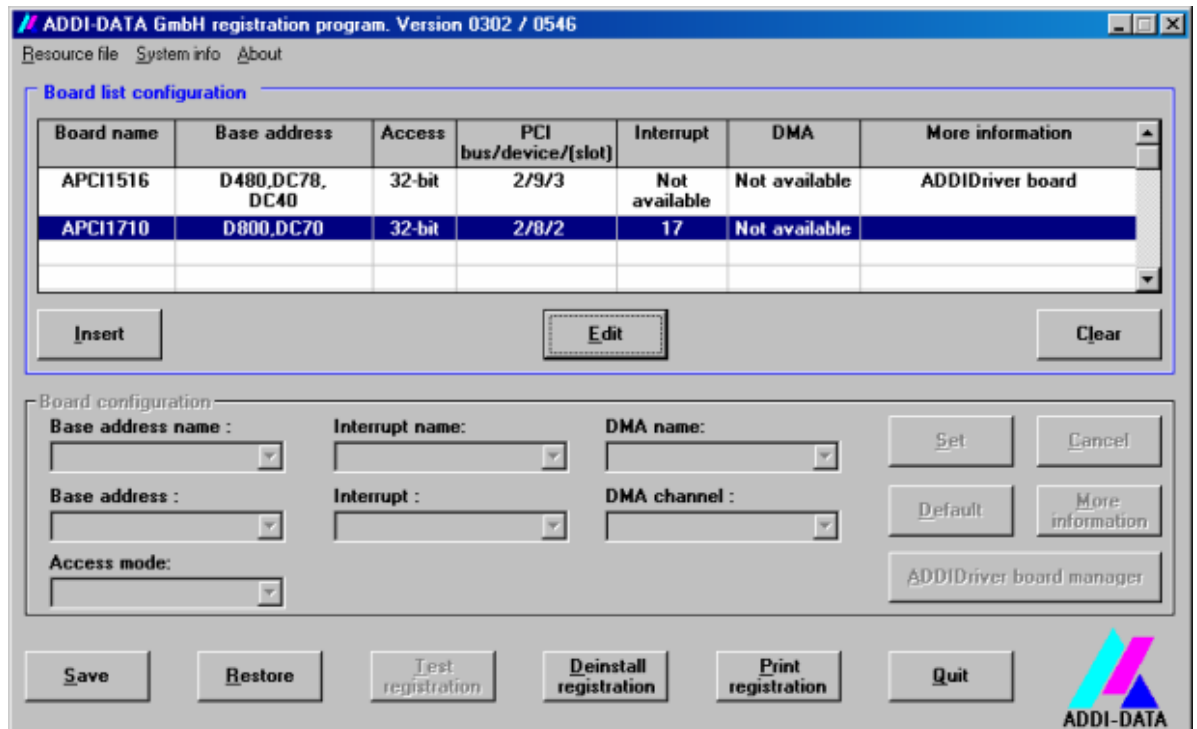 ADDI-DATA GmbH registration program. Version 0302 / 0546
Resource file System info About
Board list configuration
Board name Base address Access PCI bus/device/(slot) Interrupt DMA More information
APCI1516 D480,DC78, DC40 32-bit 2/9/3 Not available Not available ADDIDriver board
APCI1710 D800,DC70 32-bit 2/8/2 17 Not available
Insert Edit Clear
Board configuration
Base address name : Interrupt name: DMA name:
Set Cancel
Base address : Interrupt : DMA channel :
Default More information
Access mode:
ADDIDriver board manager
Save Restore Test registration Deinstall registration Print registration Quit
ADDI-DATA